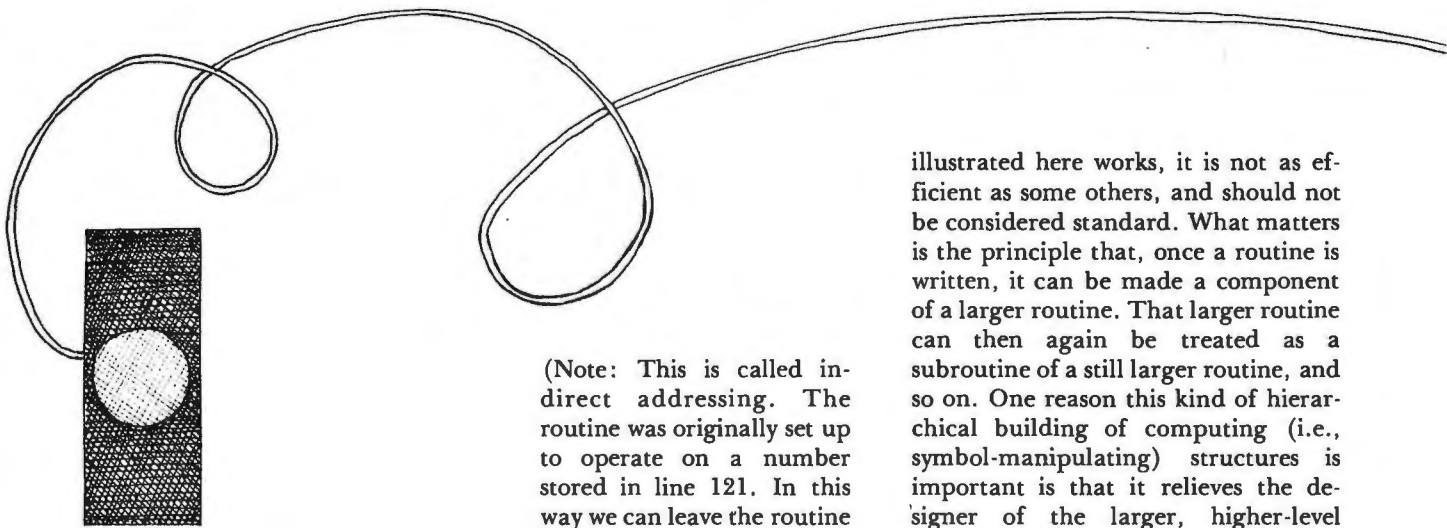 (Note: This is called in-
direct addressing. The
routine was originally set up
to operate on a number
stored in line 121. In this
way we can leave the routine
illustrated here works, it is not as ef-
ficient as some others, and should not
be considered standard. What matters
is the principle that, once a routine is
written, it can be made a component
of a larger routine. That larger routine
can then again be treated as a
subroutine of a still larger routine, and
so on. One reason this kind of hierar-
chical building of computing (i.e.,
symbol-manipulating) structures is
important is that it relieves the de-
signer of the larger, higher-level